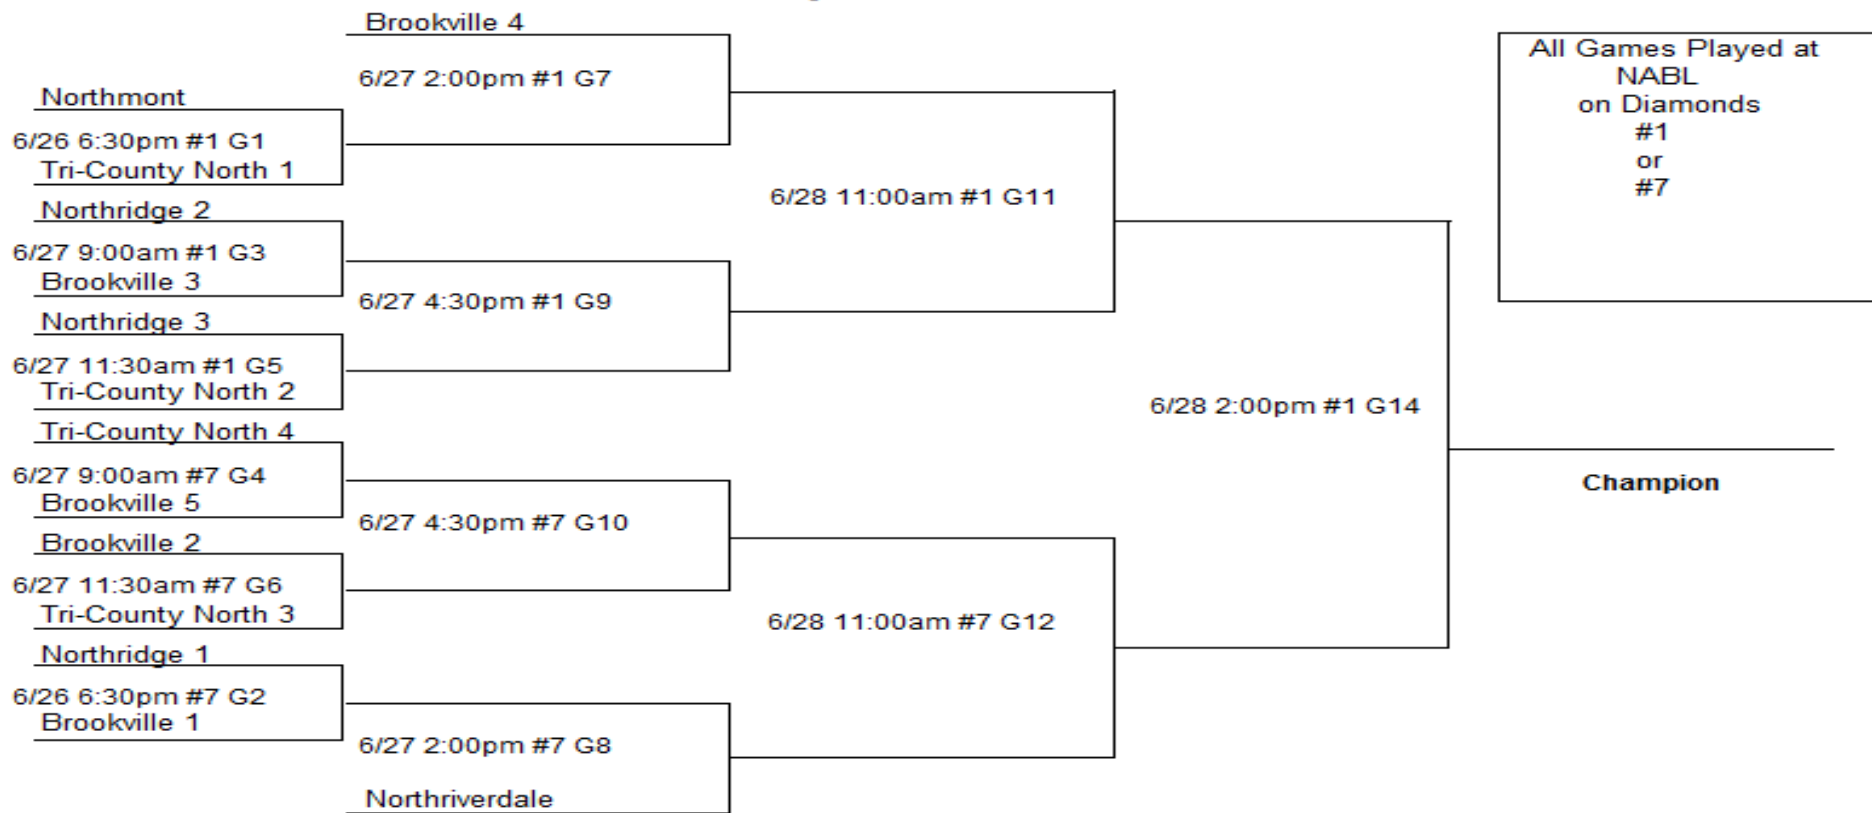 Brookville 4
6/27 2:00pm #1 G7
Northmont
6/26 6:30pm #1 G1
Tri-County North 1
Northridge 2
6/27 9:00am #1 G3
Brookville 3
6/27 4:30pm #1 G9
Northridge 3
6/27 11:30am #1 G5
Tri-County North 2
6/28 11:00am #1 G11
Tri-County North 4
6/27 9:00am #7 G4
Brookville 5
6/27 4:30pm #7 G10
Brookville 2
6/27 11:30am #7 G6
Tri-County North 3
6/28 11:00am #7 G12
Northridge 1
6/26 6:30pm #7 G2
Brookville 1
6/27 2:00pm #7 G8
Northriverdale
6/28 2:00pm #1 G14
Champion
All Games Played at
NABL
on Diamonds
#1
or
#7